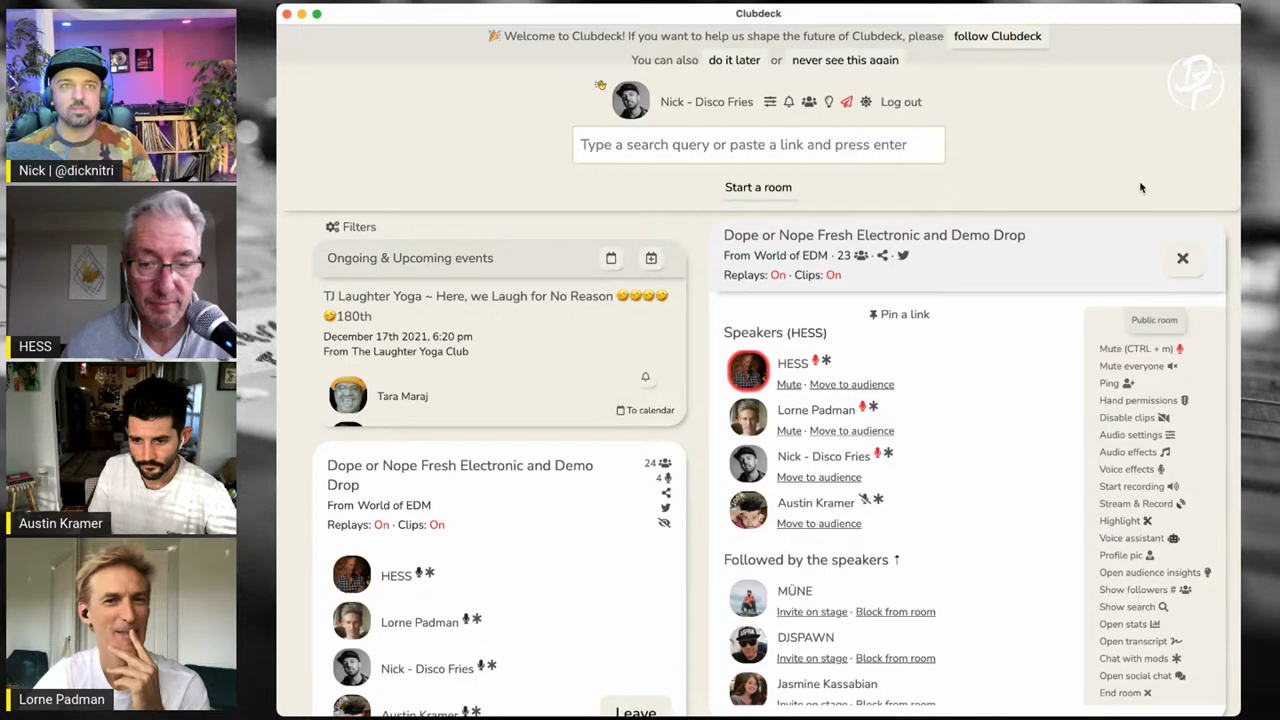 Nick | @dicknitri
HESS
Austin Kramer
Lorne Padman
Clubdeck
🎉 Welcome to Clubdeck! If you want to help us shape the future of Clubdeck, please follow Clubdeck
You can also do it later or never see this again
Nick - Disco Fries Log out
Type a search query or paste a link and press enter
Start a room
Filters
Ongoing & Upcoming events
TJ Laughter Yoga ~ Here, we Laugh for No Reason 🤣🤣🤣🤣
🤣180th
December 17th 2021, 6:20 pm
From The Laughter Yoga Club
Tara Maraj
To calendar
Dope or Nope Fresh Electronic and Demo
Drop
24
4
From World of EDM
Replays: On · Clips: On
HESS
Lorne Padman
Nick - Disco Fries
Austin Kramer
Leave
Dope or Nope Fresh Electronic and Demo Drop
From World of EDM · 23
Replays: On · Clips: On
Pin a link
Speakers (HESS)
HESS
Mute · Move to audience
Lorne Padman
Mute · Move to audience
Nick - Disco Fries
Move to audience
Austin Kramer
Move to audience
Followed by the speakers ↑
MÜNE
Invite on stage · Block from room
DJSPAWN
Invite on stage · Block from room
Jasmine Kassabian
Invite on stage · Block from room
Public room
Mute (CTRL + m)
Mute everyone
Ping
Hand permissions
Disable clips
Audio settings
Audio effects
Voice effects
Start recording
Stream & Record
Highlight
Voice assistant
Profile pic
Open audience insights
Show followers #
Show search
Open stats
Open transcript
Chat with mods
Open social chat
End room